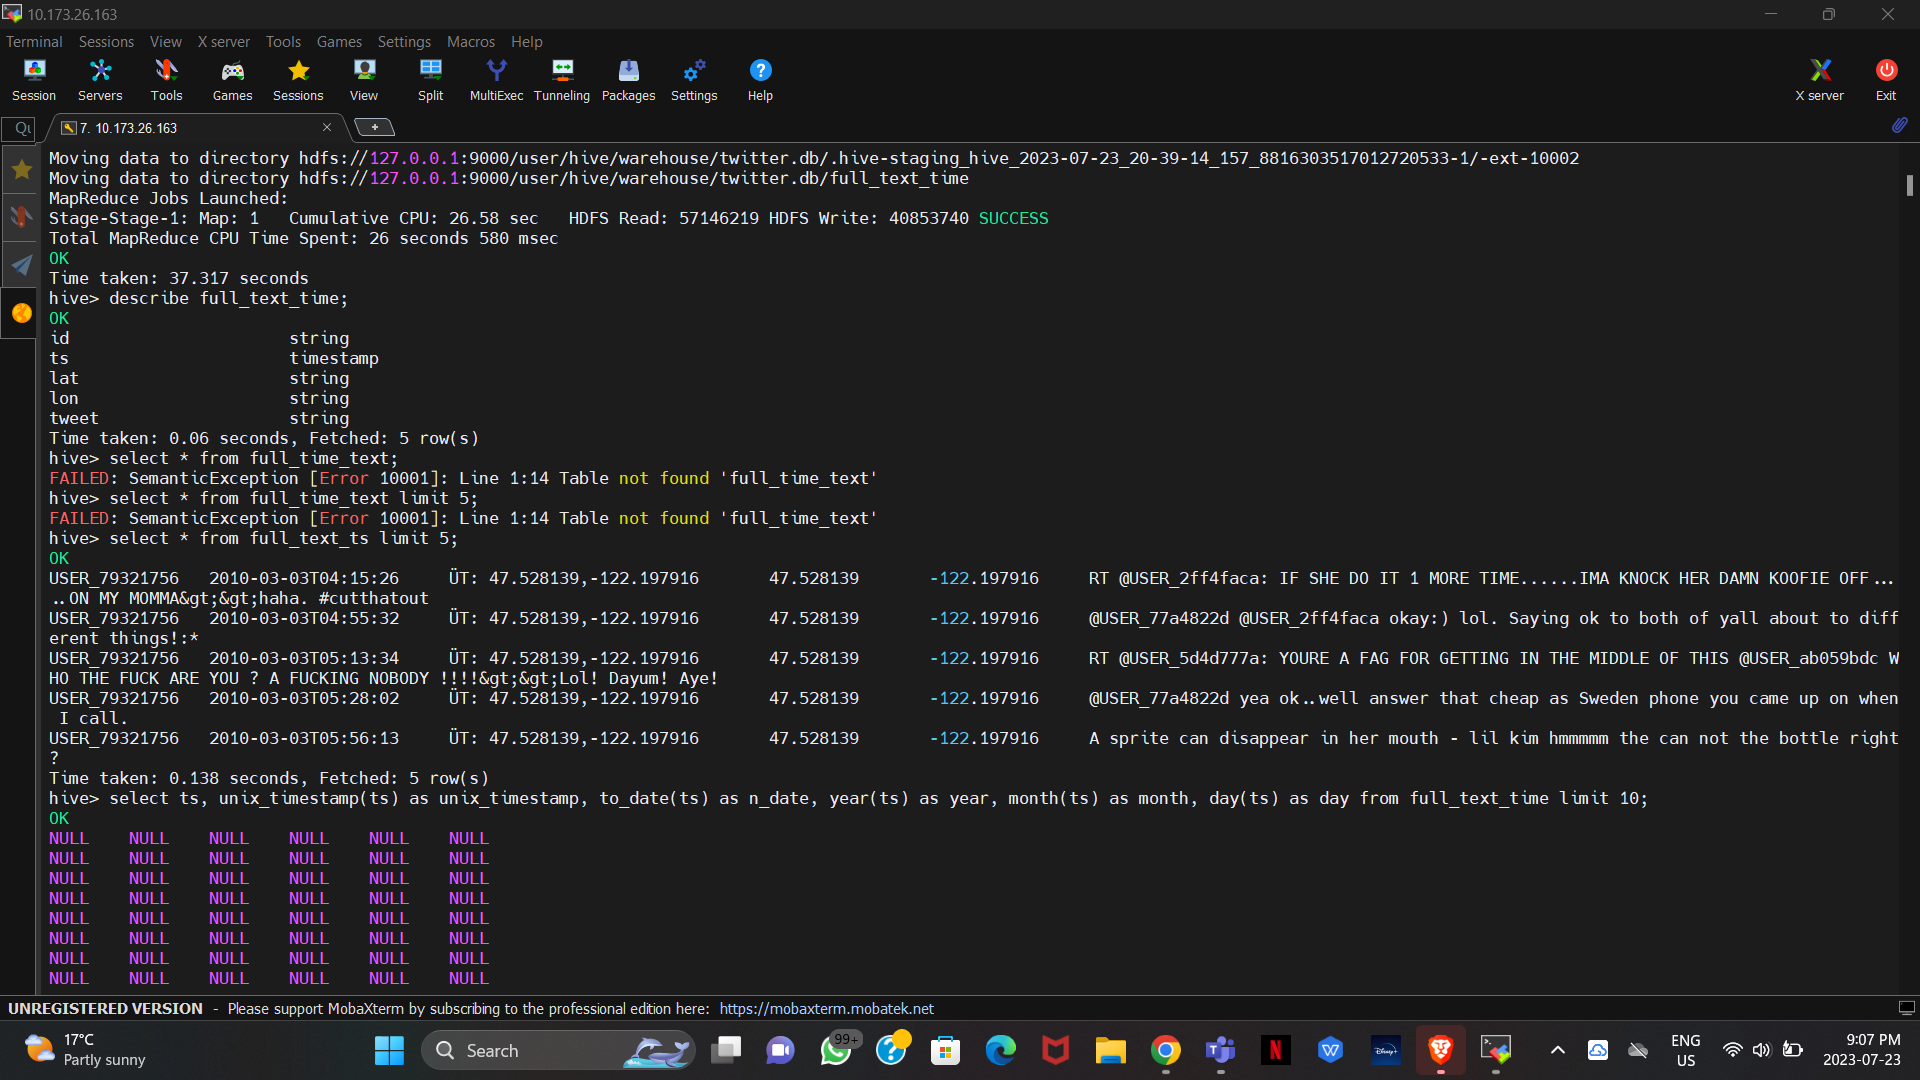 10.173.26.163
Terminal Sessions View X server Tools Games Settings Macros Help
Session Servers Tools Games Sessions View Split MultiExec Tunneling Packages Settings Help X server Exit
7. 10.173.26.163
Moving data to directory hdfs://127.0.0.1:9000/user/hive/warehouse/twitter.db/.hive-staging_hive_2023-07-23_20-39-14_157_8816303517012720533-1/-ext-10002
Moving data to directory hdfs://127.0.0.1:9000/user/hive/warehouse/twitter.db/full_text_time
MapReduce Jobs Launched:
Stage-Stage-1: Map: 1   Cumulative CPU: 26.58 sec   HDFS Read: 57146219 HDFS Write: 40853740 SUCCESS
Total MapReduce CPU Time Spent: 26 seconds 580 msec
OK
Time taken: 37.317 seconds
hive> describe full_text_time;
OK
id                      string
ts                      timestamp
lat                     string
lon                     string
tweet                   string
Time taken: 0.06 seconds, Fetched: 5 row(s)
hive> select * from full_time_text;
FAILED: SemanticException [Error 10001]: Line 1:14 Table not found 'full_time_text'
hive> select * from full_time_text limit 5;
FAILED: SemanticException [Error 10001]: Line 1:14 Table not found 'full_time_text'
hive> select * from full_text_ts limit 5;
OK
USER_79321756   2010-03-03T04:15:26     ÜT: 47.528139,-122.197916       47.528139       -122.197916     RT @USER_2ff4faca: IF SHE DO IT 1 MORE TIME......IMA KNOCK HER DAMN KOOFIE OFF...
..ON MY MOMMA&gt;&gt;haha. #cutthatout
USER_79321756   2010-03-03T04:55:32     ÜT: 47.528139,-122.197916       47.528139       -122.197916     @USER_77a4822d @USER_2ff4faca okay:) lol. Saying ok to both of yall about to diff
erent things!:*
USER_79321756   2010-03-03T05:13:34     ÜT: 47.528139,-122.197916       47.528139       -122.197916     RT @USER_5d4d777a: YOURE A FAG FOR GETTING IN THE MIDDLE OF THIS @USER_ab059bdc W
HO THE FUCK ARE YOU ? A FUCKING NOBODY !!!!&gt;&gt;Lol! Dayum! Aye!
USER_79321756   2010-03-03T05:28:02     ÜT: 47.528139,-122.197916       47.528139       -122.197916     @USER_77a4822d yea ok..well answer that cheap as Sweden phone you came up on when
 I call.
USER_79321756   2010-03-03T05:56:13     ÜT: 47.528139,-122.197916       47.528139       -122.197916     A sprite can disappear in her mouth - lil kim hmmmmm the can not the bottle right
?
Time taken: 0.138 seconds, Fetched: 5 row(s)
hive> select ts, unix_timestamp(ts) as unix_timestamp, to_date(ts) as n_date, year(ts) as year, month(ts) as month, day(ts) as day from full_text_time limit 10;
OK
NULL    NULL    NULL    NULL    NULL    NULL
NULL    NULL    NULL    NULL    NULL    NULL
NULL    NULL    NULL    NULL    NULL    NULL
NULL    NULL    NULL    NULL    NULL    NULL
NULL    NULL    NULL    NULL    NULL    NULL
NULL    NULL    NULL    NULL    NULL    NULL
NULL    NULL    NULL    NULL    NULL    NULL
NULL    NULL    NULL    NULL    NULL    NULL
UNREGISTERED VERSION - Please support MobaXterm by subscribing to the professional edition here: https://mobaxterm.mobatek.net
17°C
Partly sunny
Search
99+
N
W
Disney+
ENG
US
9:07 PM
2023-07-23